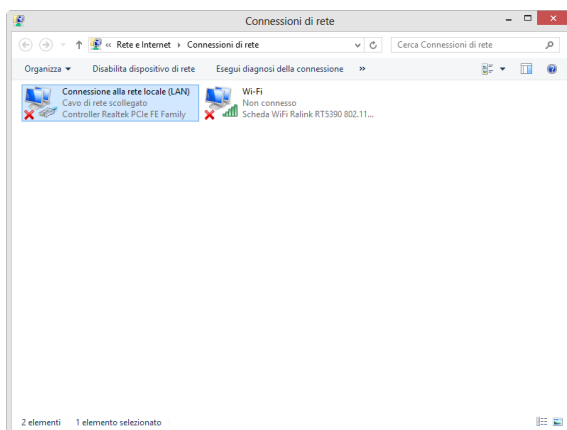 Connessioni di rete
« Rete e Internet Connessioni di rete
Cerca Connessioni di rete
Organizza Disabilita dispositivo di rete Esegui diagnosi della connessione »
Connessione alla rete locale (LAN)
Cavo di rete scollegato
Controller Realtek PCIe FE Family
Wi-Fi
Non connesso
Scheda WiFi Ralink RT5390 802.11...
2 elementi 1 elemento selezionato